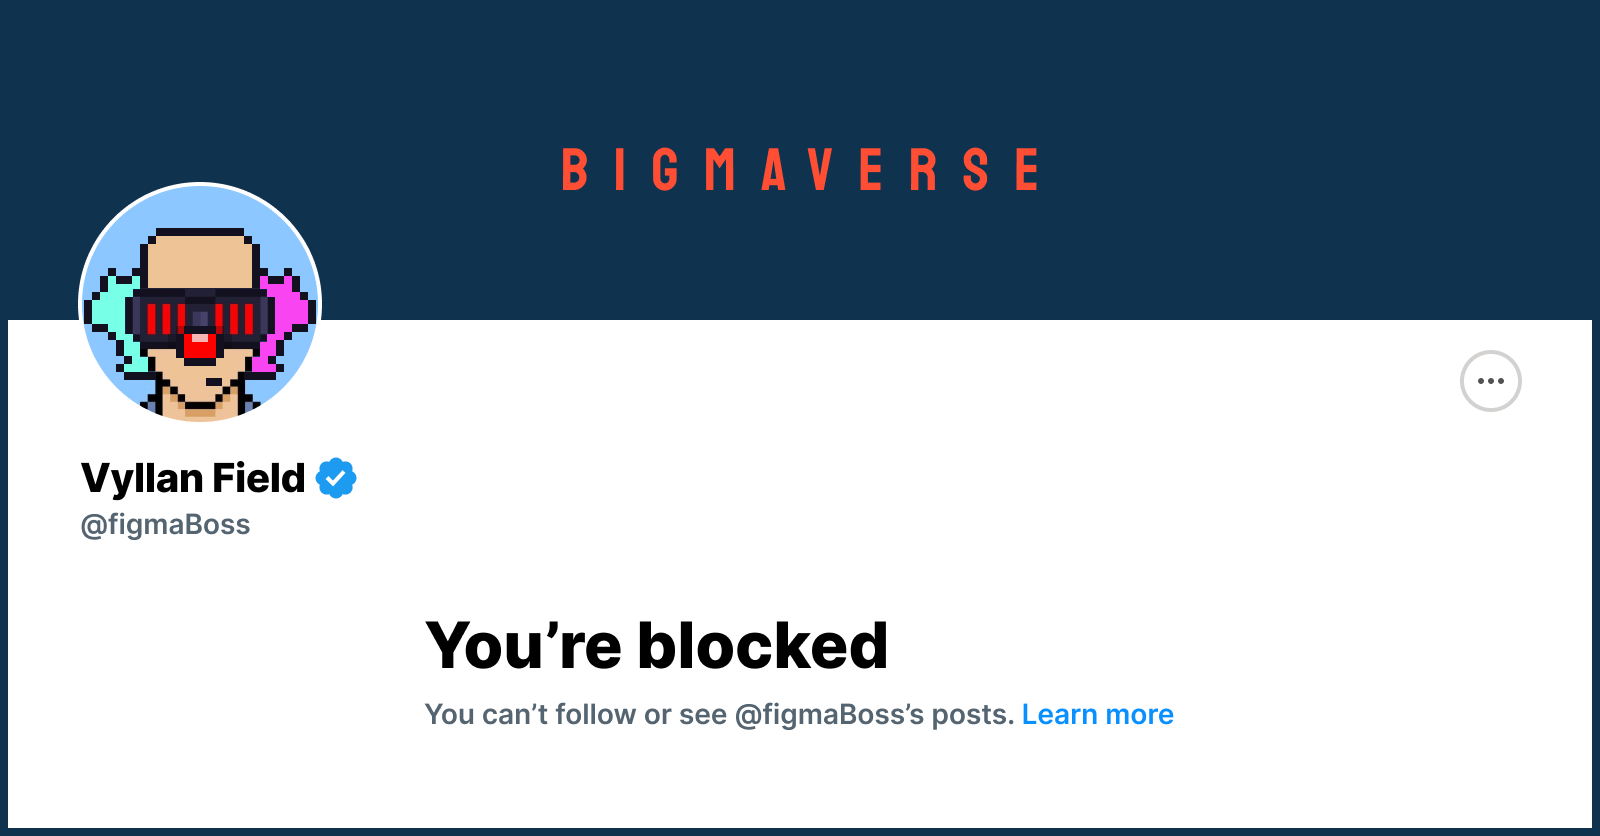 BIGMAVERSE
Vyllan Field
@figmaBoss
You’re blocked
You can’t follow or see @figmaBoss’s posts. Learn more